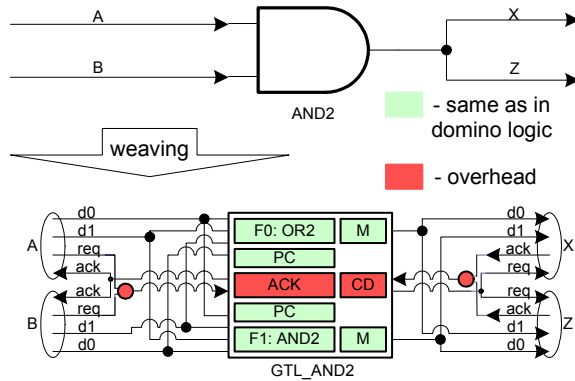 A
X
B
Z
AND2
- same as in
domino logic
weaving
- overhead
d0
d0
d1
F0: OR2
M
d1
A
req
PC
ack
X
ack
ACK
CD
req
ack
req
B
req
PC
ack
Z
d1
F1: AND2
M
d1
d0
d0
GTL_AND2